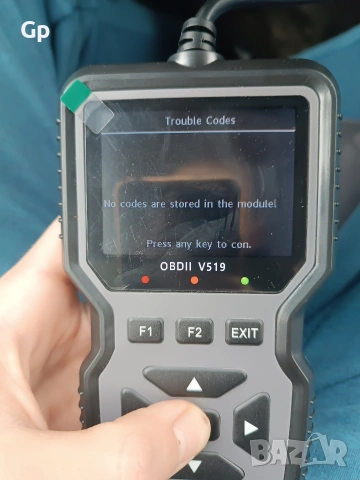 Gp
Trouble Codes
No codes are stored in the module!
Press any key to con.
OBDII V519
F1 F2 EXIT
BAZAR